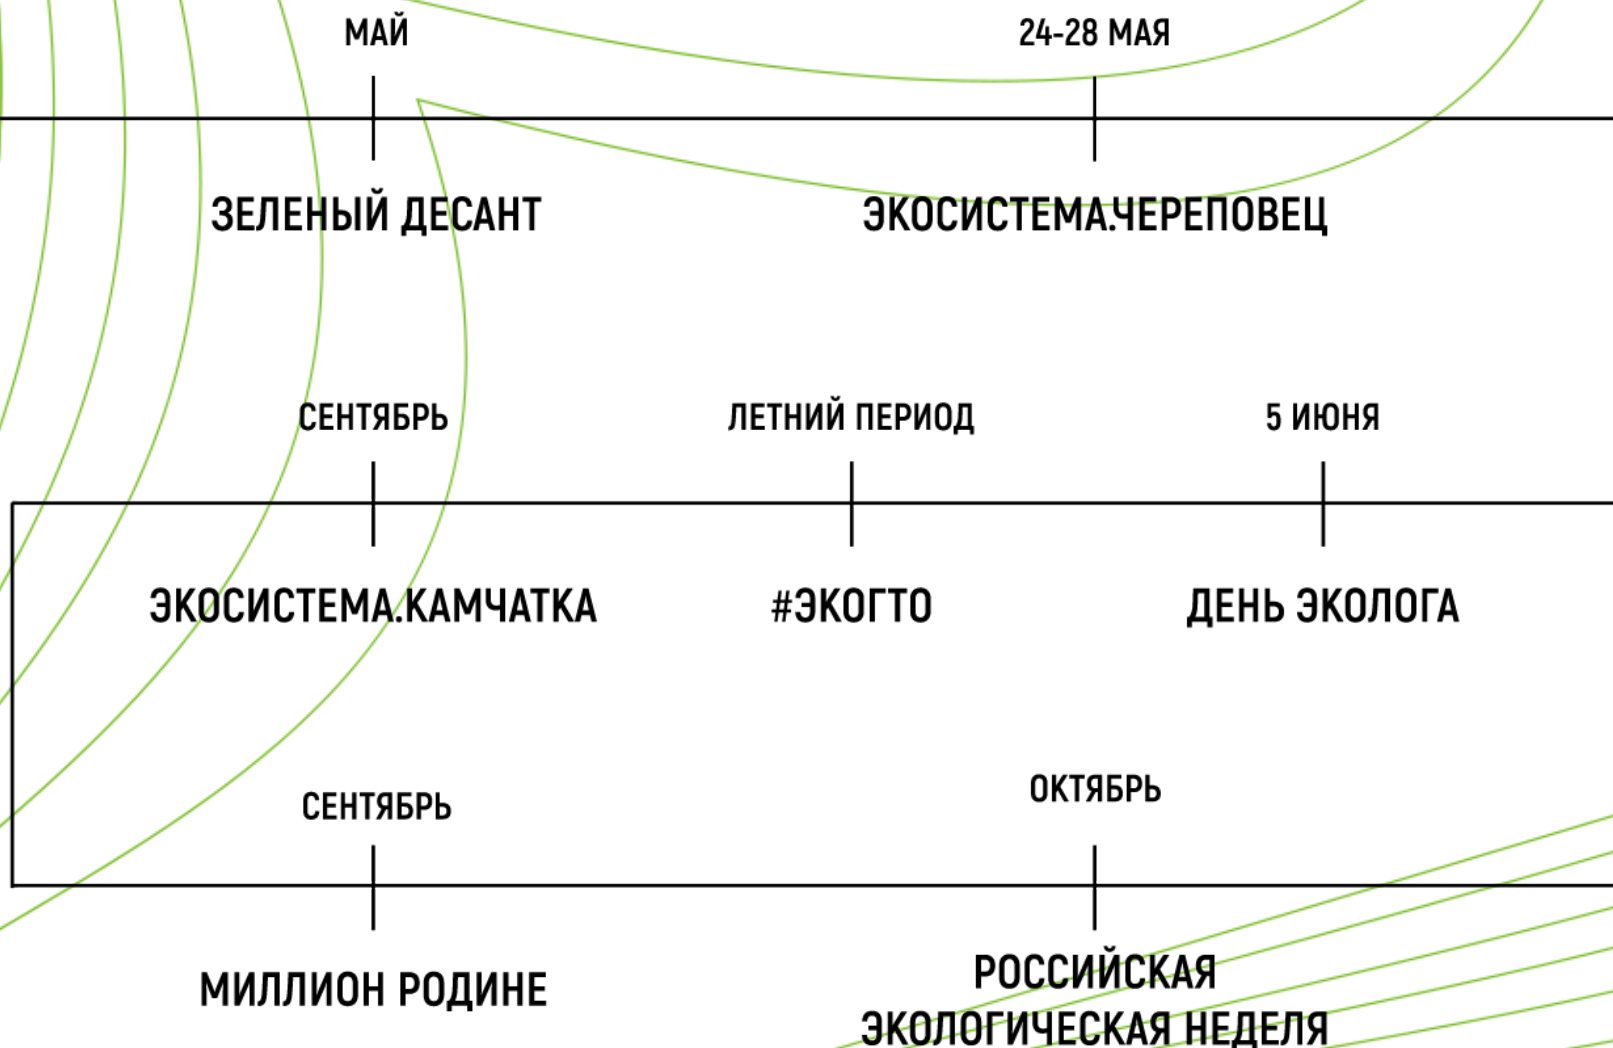 МАЙ
24-28 МАЯ
ЗЕЛЕНЫЙ ДЕСАНТ
ЭКОСИСТЕМА.ЧЕРЕПОВЕЦ
СЕНТЯБРЬ
ЛЕТНИЙ ПЕРИОД
5 ИЮНЯ
ЭКОСИСТЕМА.КАМЧАТКА
#ЭКОГТО
ДЕНЬ ЭКОЛОГА
СЕНТЯБРЬ
ОКТЯБРЬ
МИЛЛИОН РОДИНЕ
РОССИЙСКАЯ
ЭКОЛОГИЧЕСКАЯ НЕДЕЛЯ